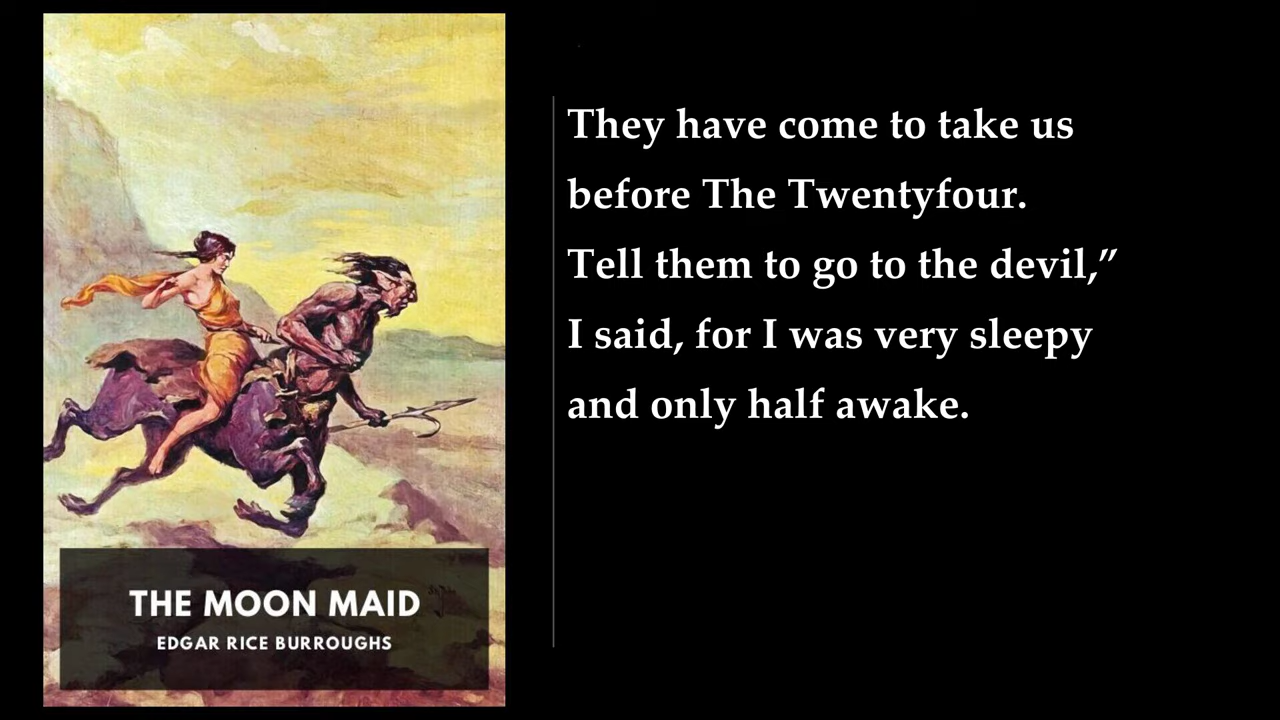 They have come to take us
before The Twentyfour.
Tell them to go to the devil,”
I said, for I was very sleepy
and only half awake.
THE MOON MAID
EDGAR RICE BURROUGHS